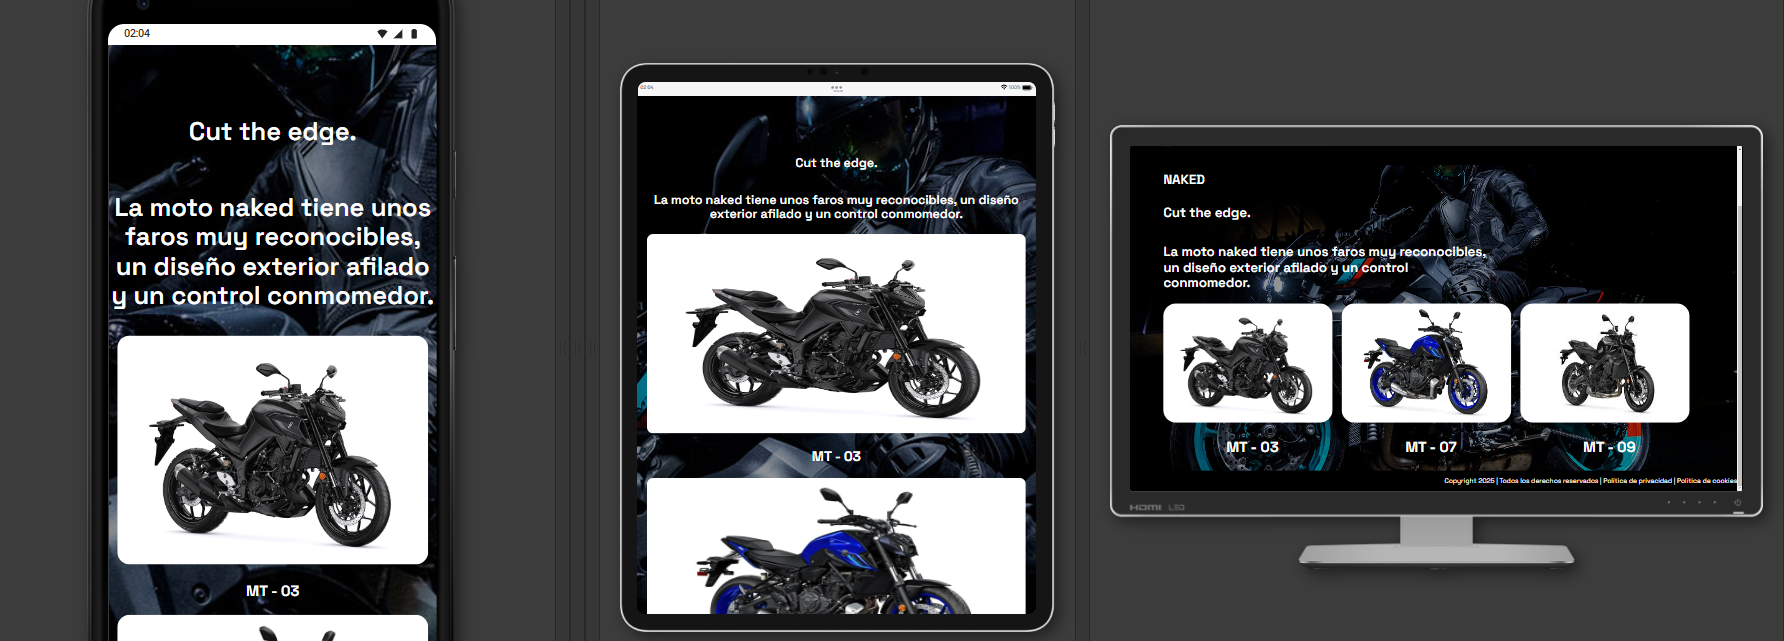 02:04
Cut the edge.
La moto naked tiene unos
faros muy reconocibles,
un diseño exterior afilado
y un control conmomedor.
MT - 03
02:04
100%
Cut the edge.
La moto naked tiene unos faros muy reconocibles, un diseño
exterior afilado y un control conmomedor.
MT - 03
NAKED
Cut the edge.
La moto naked tiene unos faros muy reconocibles,
un diseño exterior afilado y un control
conmomedor.
MT - 03
MT - 07
MT - 09
Copyright 2025 | Todos los derechos reservados | Política de privacidad | Política de cookies
HDMI LED